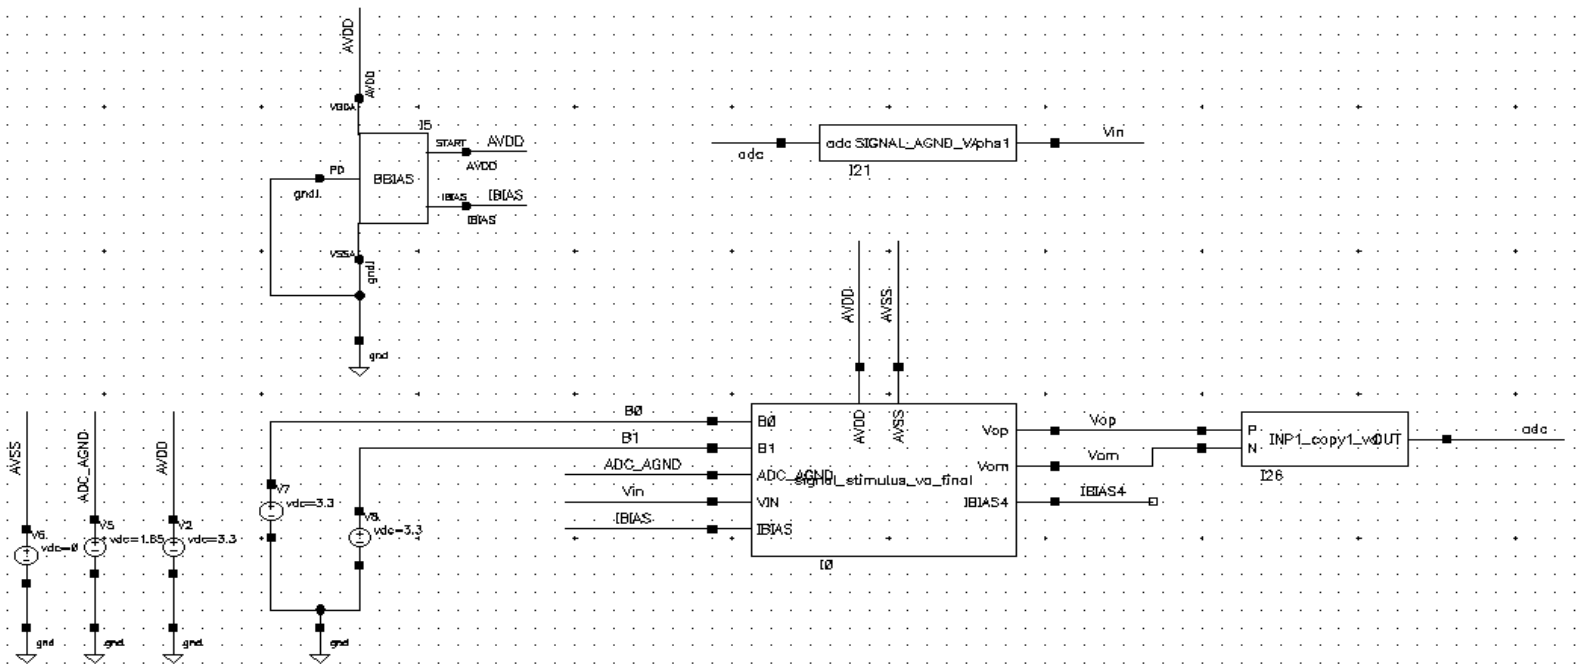 AVDD
AVDD
VDDA
I5
START
AVDD
AVDD
PD
gnd!
BBIAS
IBIAS
IBIAS
IBIAS
VSSA
gnd!
gnd
adc
adc SIGNAL_AGND_VAphs1
Vin
I21
AVDD
AVSS
AVDD
AVSS
B0
B0
B1
B1
ADC_AGND
ADC_AGND
signal_stimulus_va_final
Vin
VIN
IBIAS
IBIAS
I0
Vop
Vop
Vom
Vom
IBIAS4
IBIAS4
P
N
INP1_copy1_va
OUT
I26
adc
AVSS
ADC_AGND
AVDD
V6
vdc=0
V5
vdc=1.65
V2
vdc=3.3
V7
vdc=3.3
V8
vdc=3.3
gnd
gnd
gnd
gnd